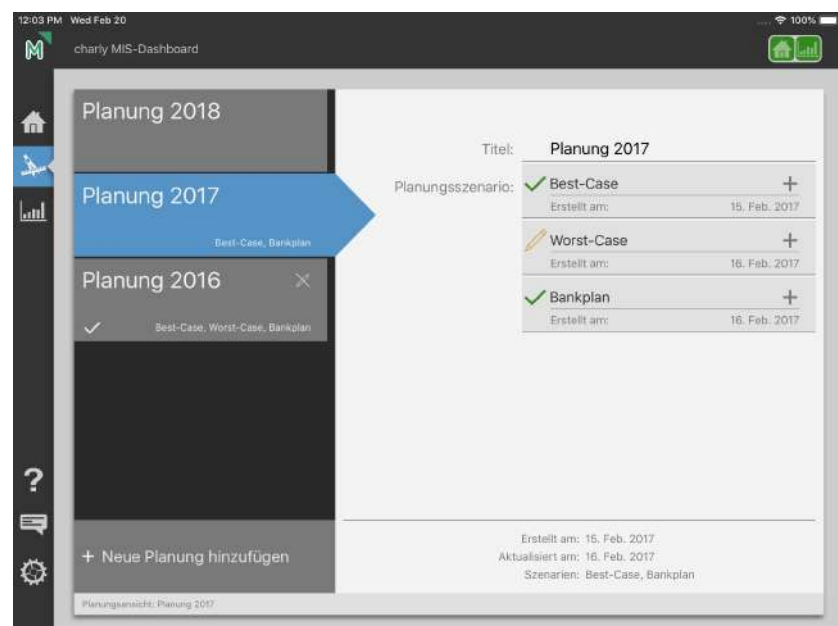 12:03 PM Wed Feb 20
100%
M
charly MIS-Dashboard
Planung 2018
Planung 2017
Best-Case, Bankplan
Planung 2016
Best-Case, Worst-Case, Bankplan
+ Neue Planung hinzufügen
Planungsansicht: Planung 2017
Titel: Planung 2017
Planungsszenario: Best-Case +
Erstellt am: 15. Feb. 2017
Worst-Case +
Erstellt am: 16. Feb. 2017
Bankplan +
Erstellt am: 16. Feb. 2017
Erstellt am: 15. Feb. 2017
Aktualisiert am: 16. Feb. 2017
Szenarien: Best-Case, Bankplan
?